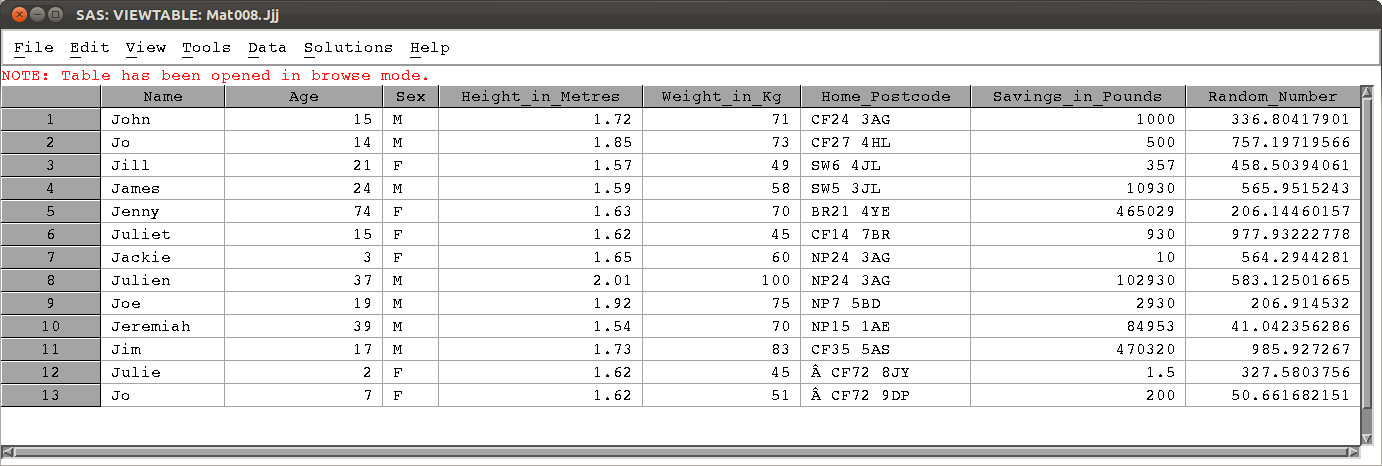 SAS: VIEWTABLE: Mat008.Jjj
File Edit View Tools Data Solutions Help
NOTE: Table has been opened in browse mode.
Name Age Sex Height_in_Metres Weight_in_Kg Home_Postcode Savings_in_Pounds Random_Number
1 John 15 M 1.72 71 CF24 3AG 1000 336.80417901
2 Jo 14 M 1.85 73 CF27 4HL 500 757.19719566
3 Jill 21 F 1.57 49 SW6 4JL 357 458.50394061
4 James 24 M 1.59 58 SW5 3JL 10930 565.9515243
5 Jenny 74 F 1.63 70 BR21 4YE 465029 206.14460157
6 Juliet 15 F 1.62 45 CF14 7BR 930 977.93222778
7 Jackie 3 F 1.65 60 NP24 3AG 10 564.2944281
8 Julien 37 M 2.01 100 NP24 3AG 102930 583.12501665
9 Joe 19 M 1.92 75 NP7 5BD 2930 206.914532
10 Jeremiah 39 M 1.54 70 NP15 1AE 84953 41.042356286
11 Jim 17 M 1.73 83 CF35 5AS 470320 985.927267
12 Julie 2 F 1.62 45 Â CF72 8JY 1.5 327.5803756
13 Jo 7 F 1.62 51 Â CF72 9DP 200 50.661682151